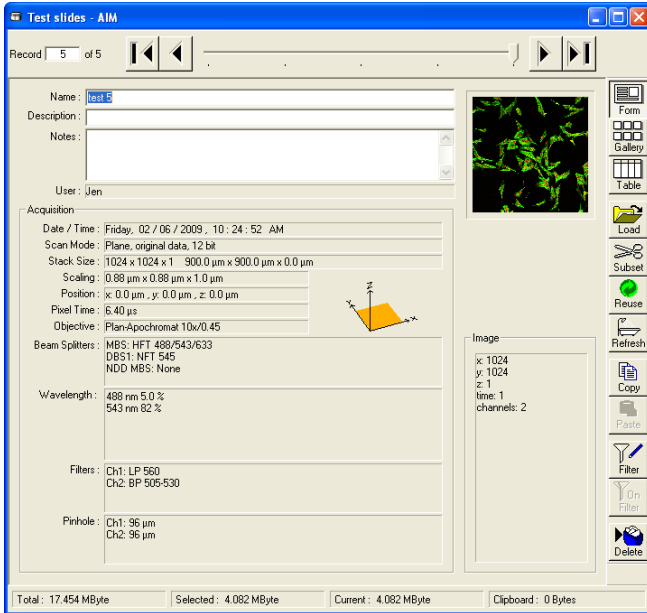 Test slides - AIM
Record 5 of 5
Name : test 5
Description :
Notes :
User : Jen
Acquisition
Date / Time : Friday, 02 / 06 / 2009 , 10 : 24 : 52 AM
Scan Mode : Plane, original data, 12 bit
Stack Size : 1024 x 1024 x 1 900.0 µm x 900.0 µm x 0.0 µm
Scaling : 0.88 µm x 0.88 µm x 1.0 µm
Position : x: 0.0 µm , y: 0.0 µm , z: 0.0 µm
Pixel Time : 6.40 µs
Objective : Plan-Apochromat 10x/0.45
Beam Splitters : MBS: HFT 488/543/633
DBS1: NFT 545
NDD MBS: None
Wavelength : 488 nm 5.0 %
543 nm 82 %
Filters : Ch1: LP 560
Ch2: BP 505-530
Pinhole : Ch1: 96 µm
Ch2: 96 µm
Z
Y
X
Image
x: 1024
y: 1024
z: 1
time: 1
channels: 2
Form
Gallery
Table
Load
Subset
Reuse
Refresh
Copy
Paste
Filter
On
Filter
Delete
Total : 17.454 MByte
Selected : 4.082 MByte
Current : 4.082 MByte
Clipboard : 0 Bytes